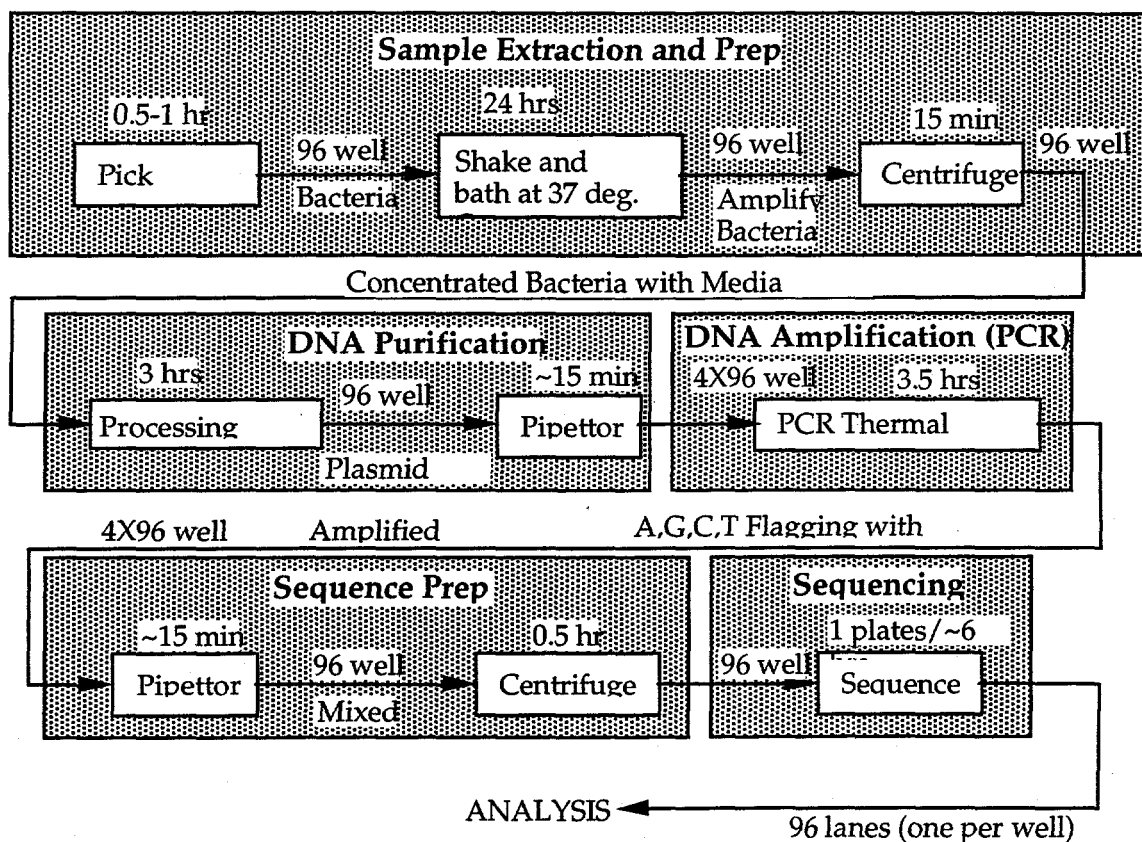 Sample Extraction and Prep
0.5-1 hr
24 hrs
15 min
Pick
96 well
Bacteria
Shake and
bath at 37 deg.
96 well
Amplify
Bacteria
Centrifuge
96 well
Concentrated Bacteria with Media
DNA Purification
3 hrs
Processing
96 well
Plasmid
~15 min
Pipettor
DNA Amplification (PCR)
4X96 well
3.5 hrs
PCR Thermal
4X96 well
Amplified
A,G,C,T Flagging with
Sequence Prep
~15 min
Pipettor
96 well
Mixed
0.5 hr
Centrifuge
Sequencing
1 plates/~6
96 well
Sequence
ANALYSIS
96 lanes (one per well)